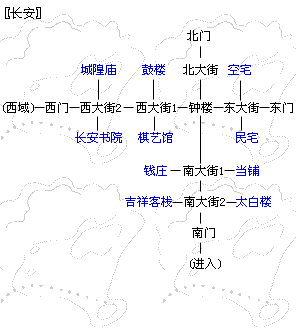 〖长安〗
北门
城隍庙 鼓楼 北大街 空宅
(西域)—西门—西大街2—西大街1—钟楼—东大街—东门
长安书院 棋艺馆 民宅
钱庄—南大街1—当铺
吉祥客栈—南大街2—太白楼
南门
(进入)